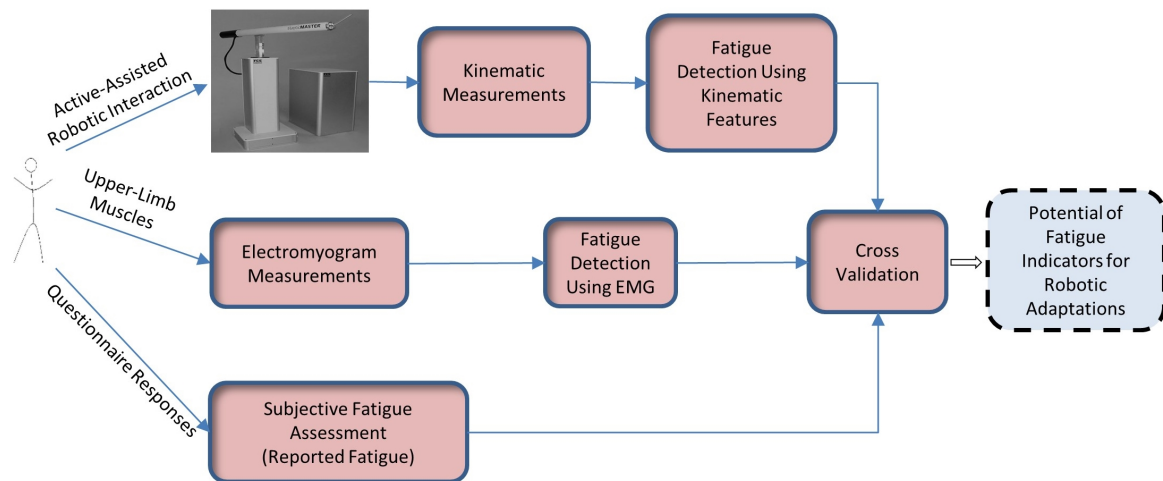 Active-Assisted
Robotic Interaction
Kinematic
Measurements
Fatigue
Detection Using
Kinematic
Features
Upper-Limb
Muscles
Electromyogram
Measurements
Fatigue
Detection
Using EMG
Cross
Validation
Potential of
Fatigue
Indicators for
Robotic
Adaptations
Questionnaire Responses
Subjective Fatigue
Assessment
(Reported Fatigue)